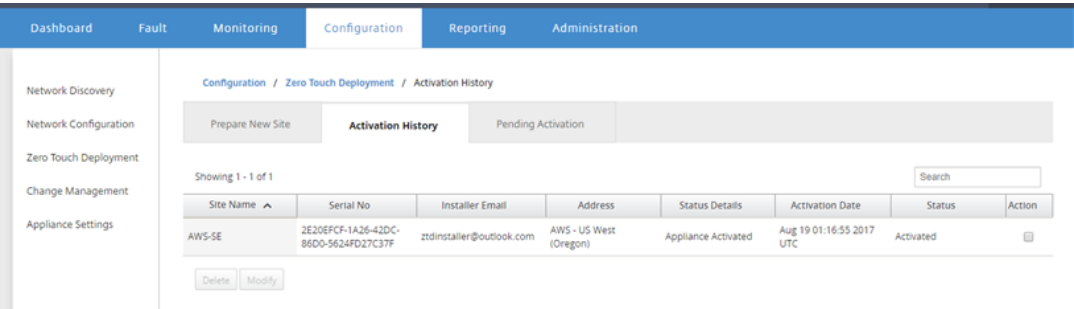 Dashboard Fault Monitoring Configuration Reporting Administration
Network Discovery
Network Configuration
Zero Touch Deployment
Change Management
Appliance Settings
Configuration / Zero Touch Deployment / Activation History
Prepare New Site Activation History Pending Activation
Showing 1 - 1 of 1
Search
Site Name Serial No Installer Email Address Status Details Activation Date Status Action
AWS-SE 2E20EFCF-1A26-42DC- ztdinstaller@outlook.com AWS - US West Appliance Activated Aug 19 01:16:55 2017 Activated
86D0-5624FD27C37F (Oregon) UTC
Delete Modify